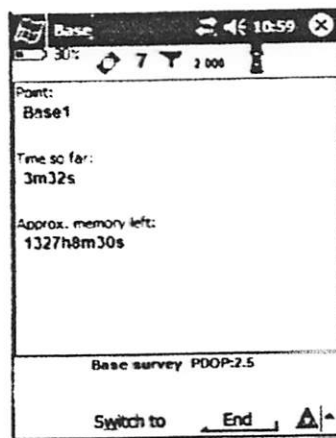 Base 10:59
30% 7 2.000
Point:
Base1
Time so far:
3m32s
Approx. memory left:
1327h8m30s
Base survey PDOP:2.5
Switch to End